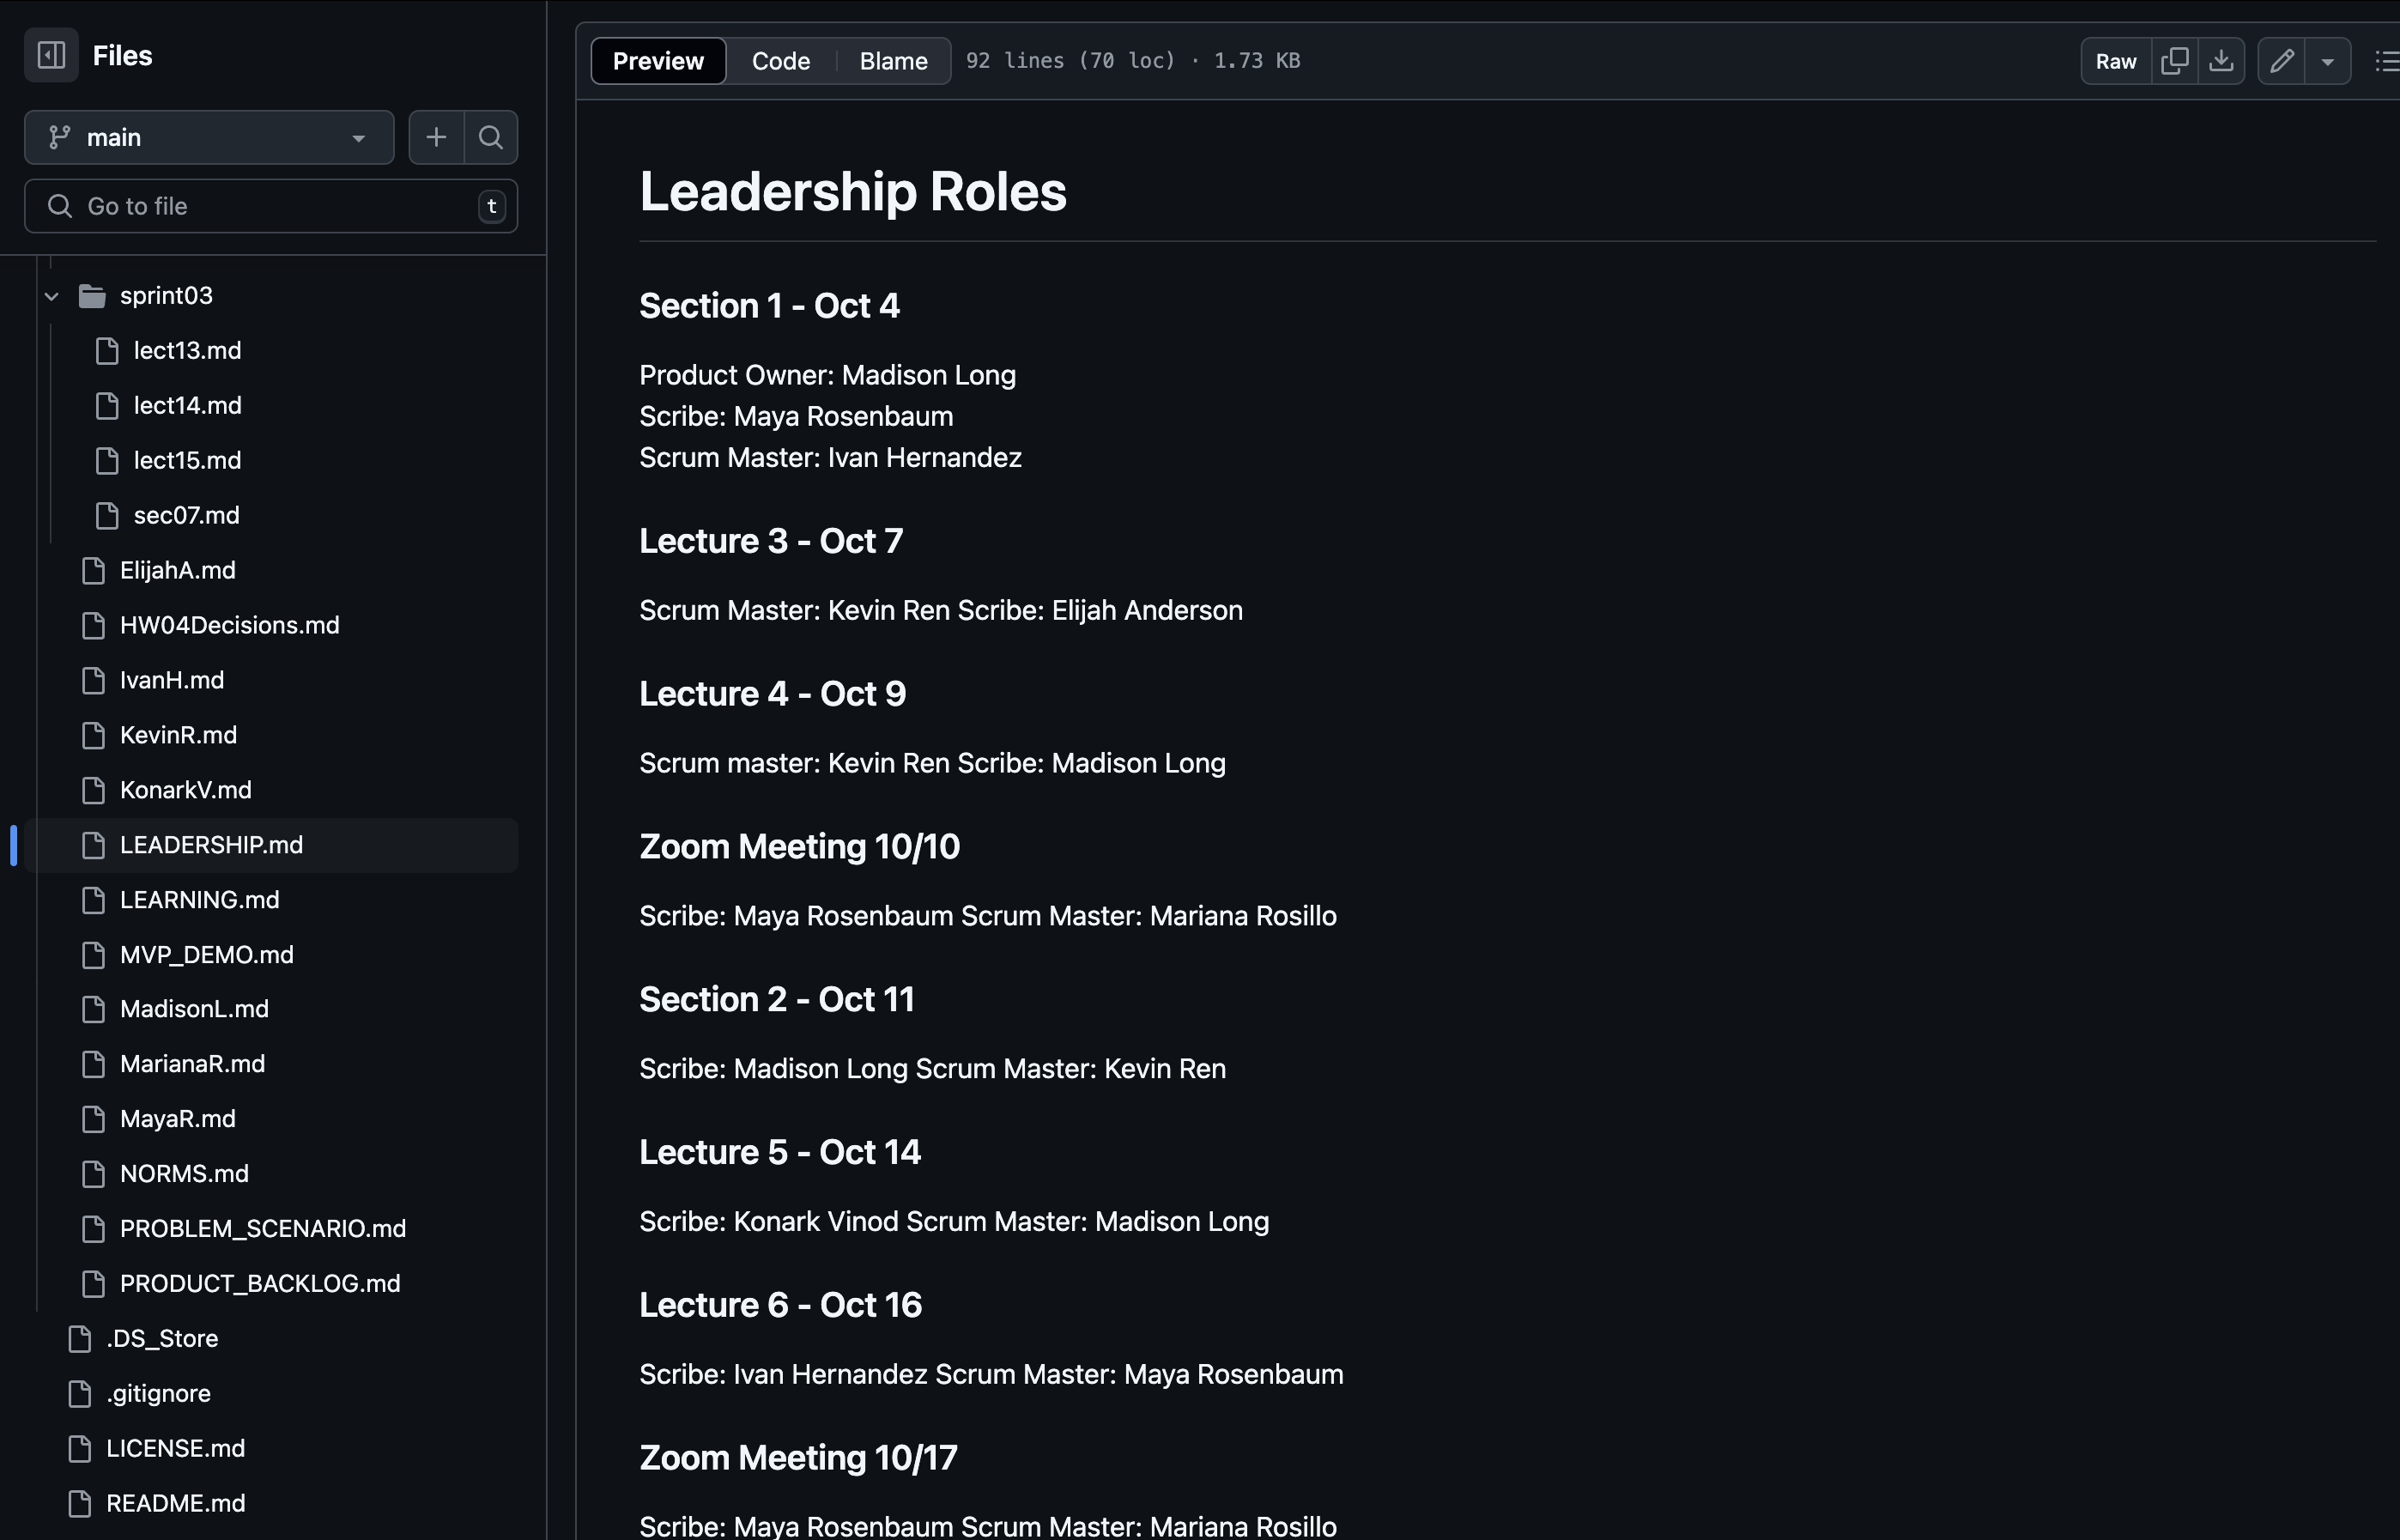 Files
main
Go to file
t
sprint03
lect13.md
lect14.md
lect15.md
sec07.md
ElijahA.md
HW04Decisions.md
IvanH.md
KevinR.md
KonarkV.md
LEADERSHIP.md
LEARNING.md
MVP_DEMO.md
MadisonL.md
MarianaR.md
MayaR.md
NORMS.md
PROBLEM_SCENARIO.md
PRODUCT_BACKLOG.md
.DS_Store
.gitignore
LICENSE.md
README.md
Preview Code Blame 92 lines (70 loc) · 1.73 KB
Raw
Leadership Roles
Section 1 - Oct 4
Product Owner: Madison Long
Scribe: Maya Rosenbaum
Scrum Master: Ivan Hernandez
Lecture 3 - Oct 7
Scrum Master: Kevin Ren Scribe: Elijah Anderson
Lecture 4 - Oct 9
Scrum master: Kevin Ren Scribe: Madison Long
Zoom Meeting 10/10
Scribe: Maya Rosenbaum Scrum Master: Mariana Rosillo
Section 2 - Oct 11
Scribe: Madison Long Scrum Master: Kevin Ren
Lecture 5 - Oct 14
Scribe: Konark Vinod Scrum Master: Madison Long
Lecture 6 - Oct 16
Scribe: Ivan Hernandez Scrum Master: Maya Rosenbaum
Zoom Meeting 10/17
Scribe: Maya Rosenbaum Scrum Master: Mariana Rosillo